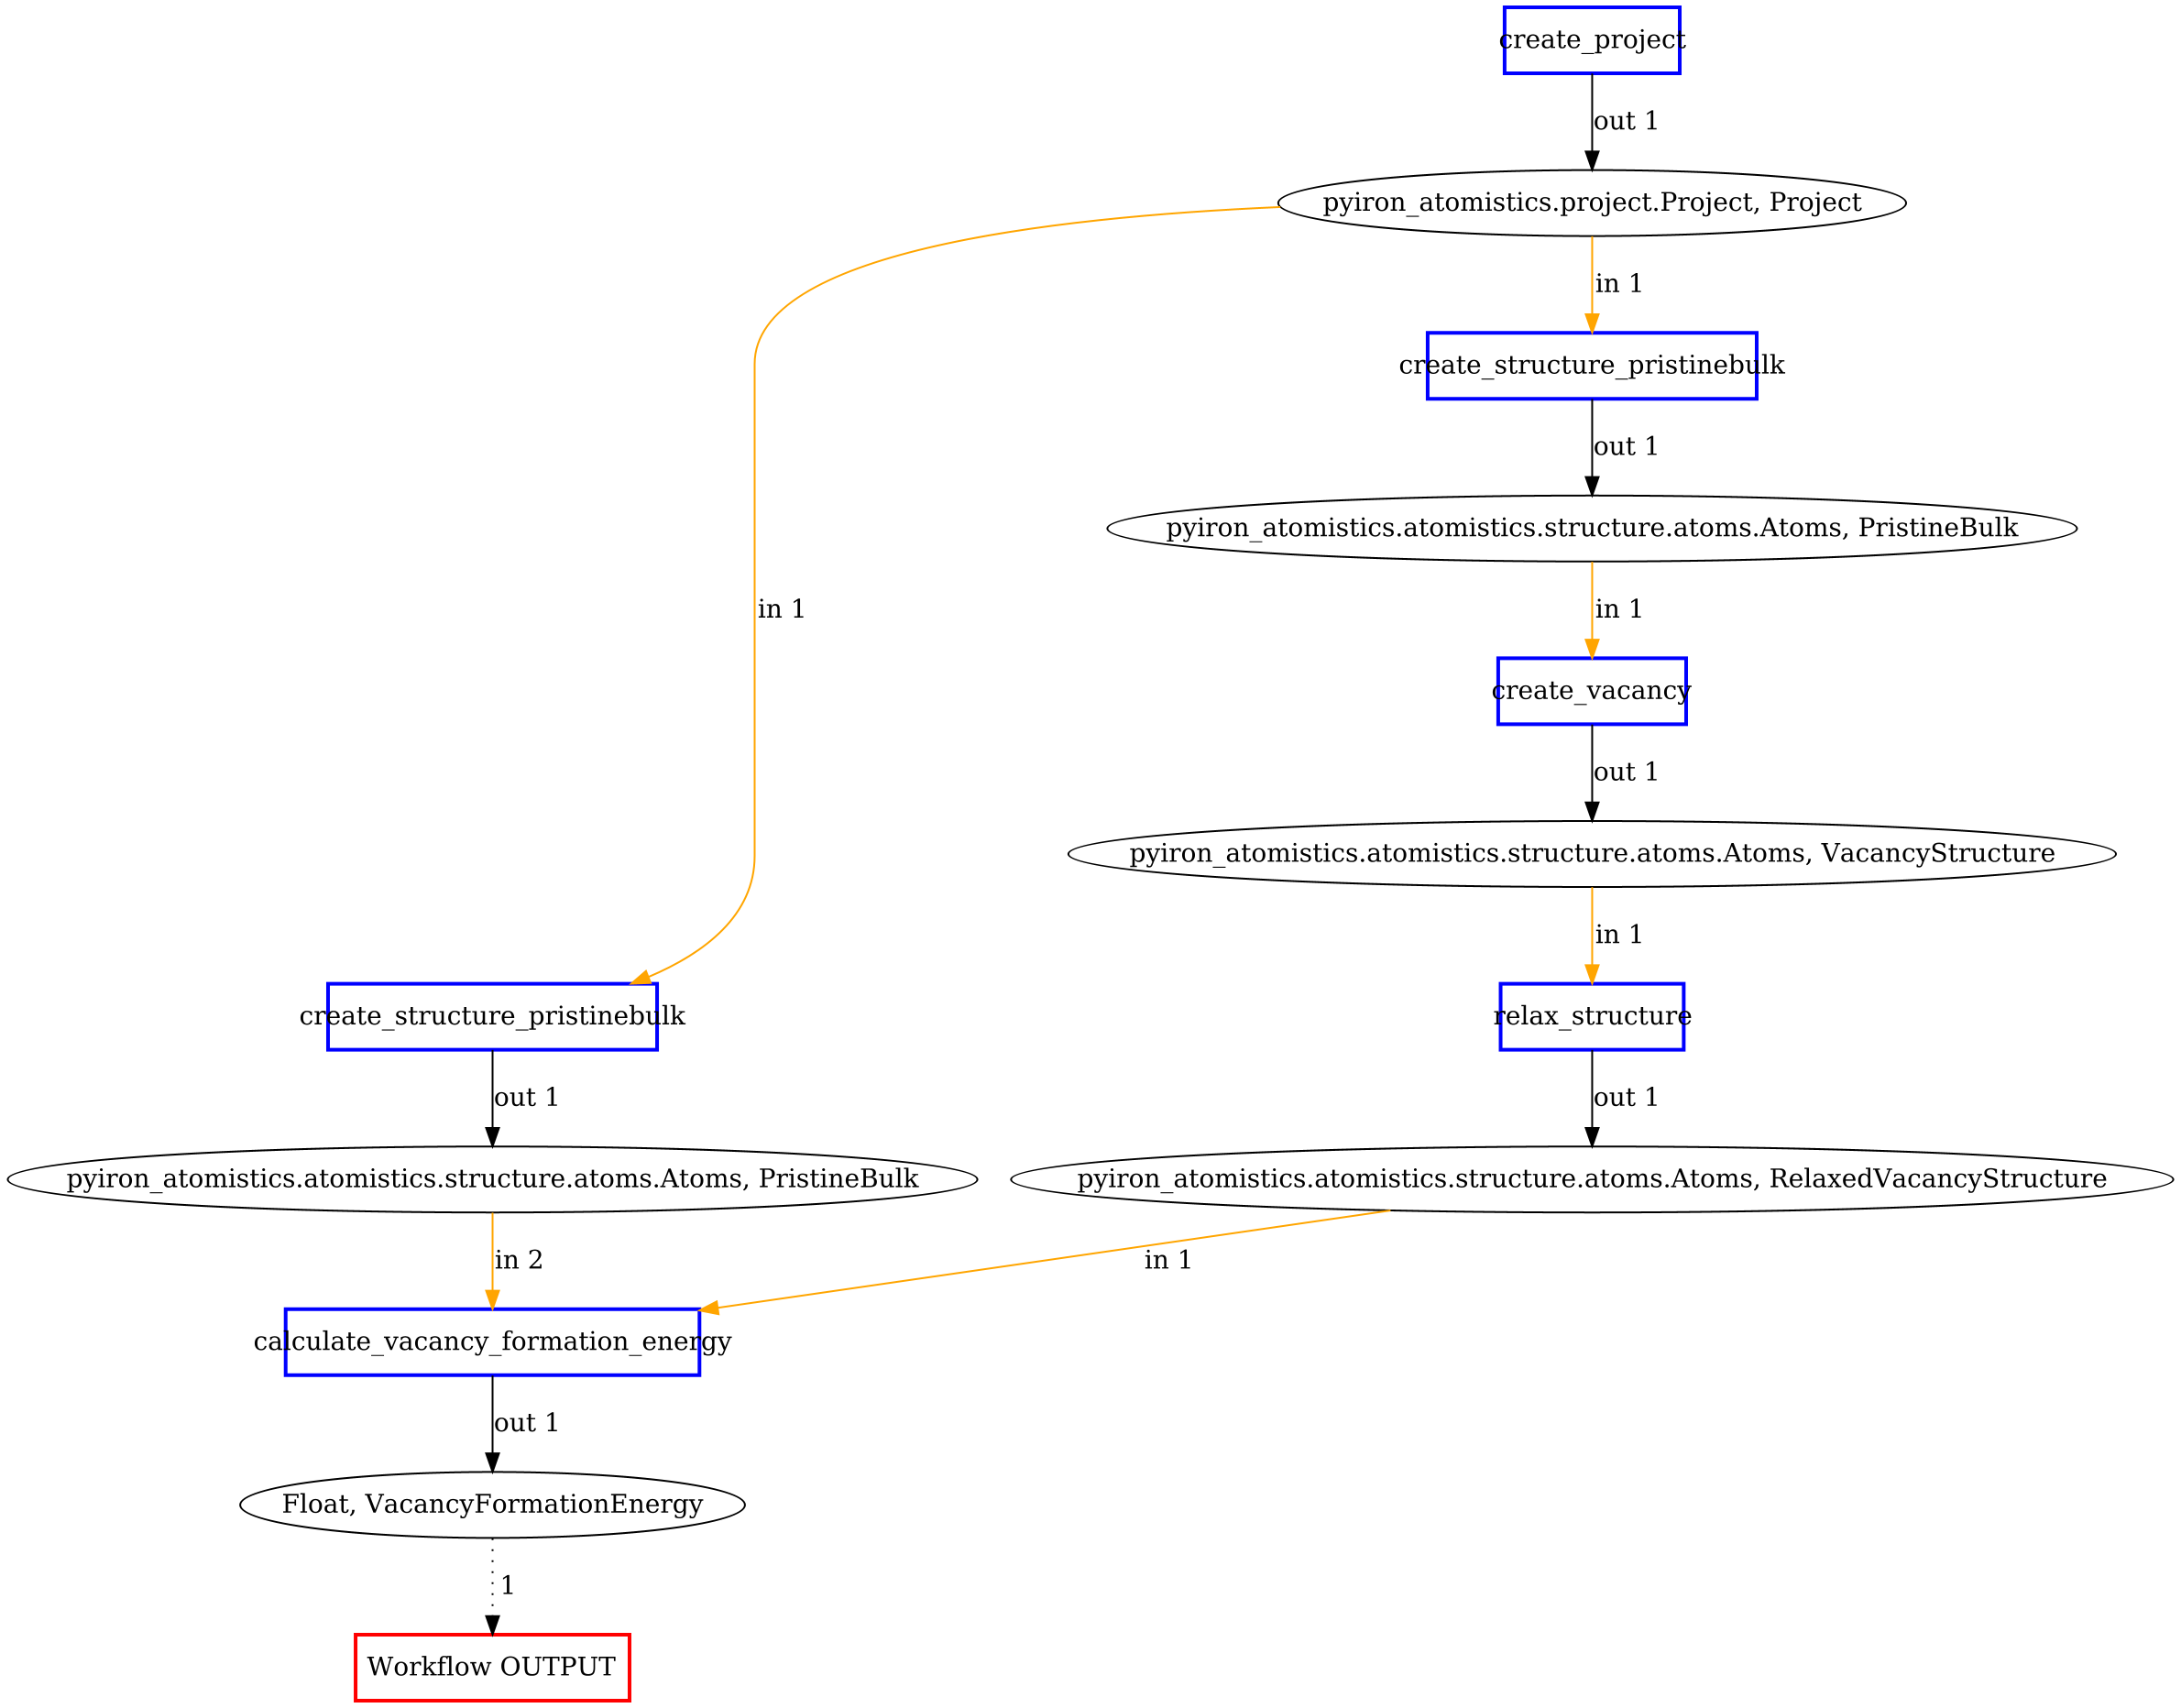 create_project
out 1
pyiron_atomistics.project.Project, Project
in 1
create_structure_pristinebulk
out 1
pyiron_atomistics.atomistics.structure.atoms.Atoms, PristineBulk
in 1
in 1
create_vacancy
out 1
pyiron_atomistics.atomistics.structure.atoms.Atoms, VacancyStructure
in 1
create_structure_pristinebulk
relax_structure
out 1
out 1
pyiron_atomistics.atomistics.structure.atoms.Atoms, PristineBulk
pyiron_atomistics.atomistics.structure.atoms.Atoms, RelaxedVacancyStructure
in 2
in 1
calculate_vacancy_formation_energy
out 1
Float, VacancyFormationEnergy
1
Workflow OUTPUT